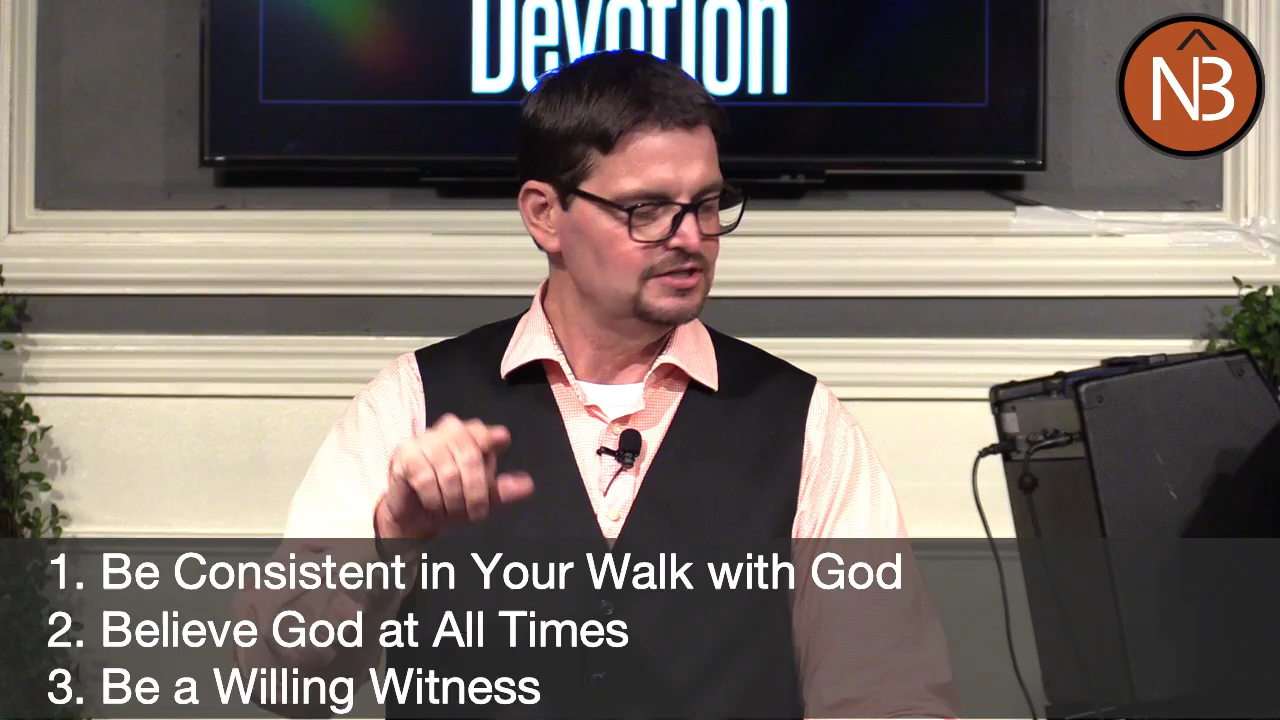 Devotion
NB
1. Be Consistent in Your Walk with God
2. Believe God at All Times
3. Be a Willing Witness